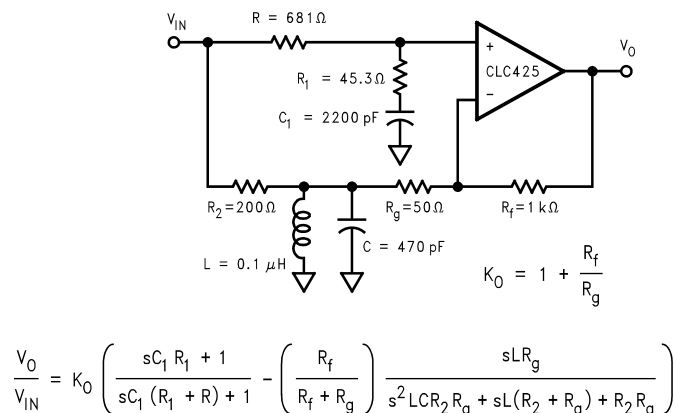 V_IN
R = 681Ω
V_O
+
CLC425
R_1 = 45.3Ω
−
C_1 = 2200 pF
R_2=200Ω
R_g=50Ω
R_f=1kΩ
C = 470 pF
L = 0.1 μH
K_O = 1 + R_f / R_g
V_O / V_IN = K_O ( (sC_1 R_1 + 1) / (sC_1 (R_1 + R) + 1) − ( R_f / (R_f + R_g) ) sLR_g / (s^2 LCR_2 R_g + sL(R_2 + R_g) + R_2 R_g) )